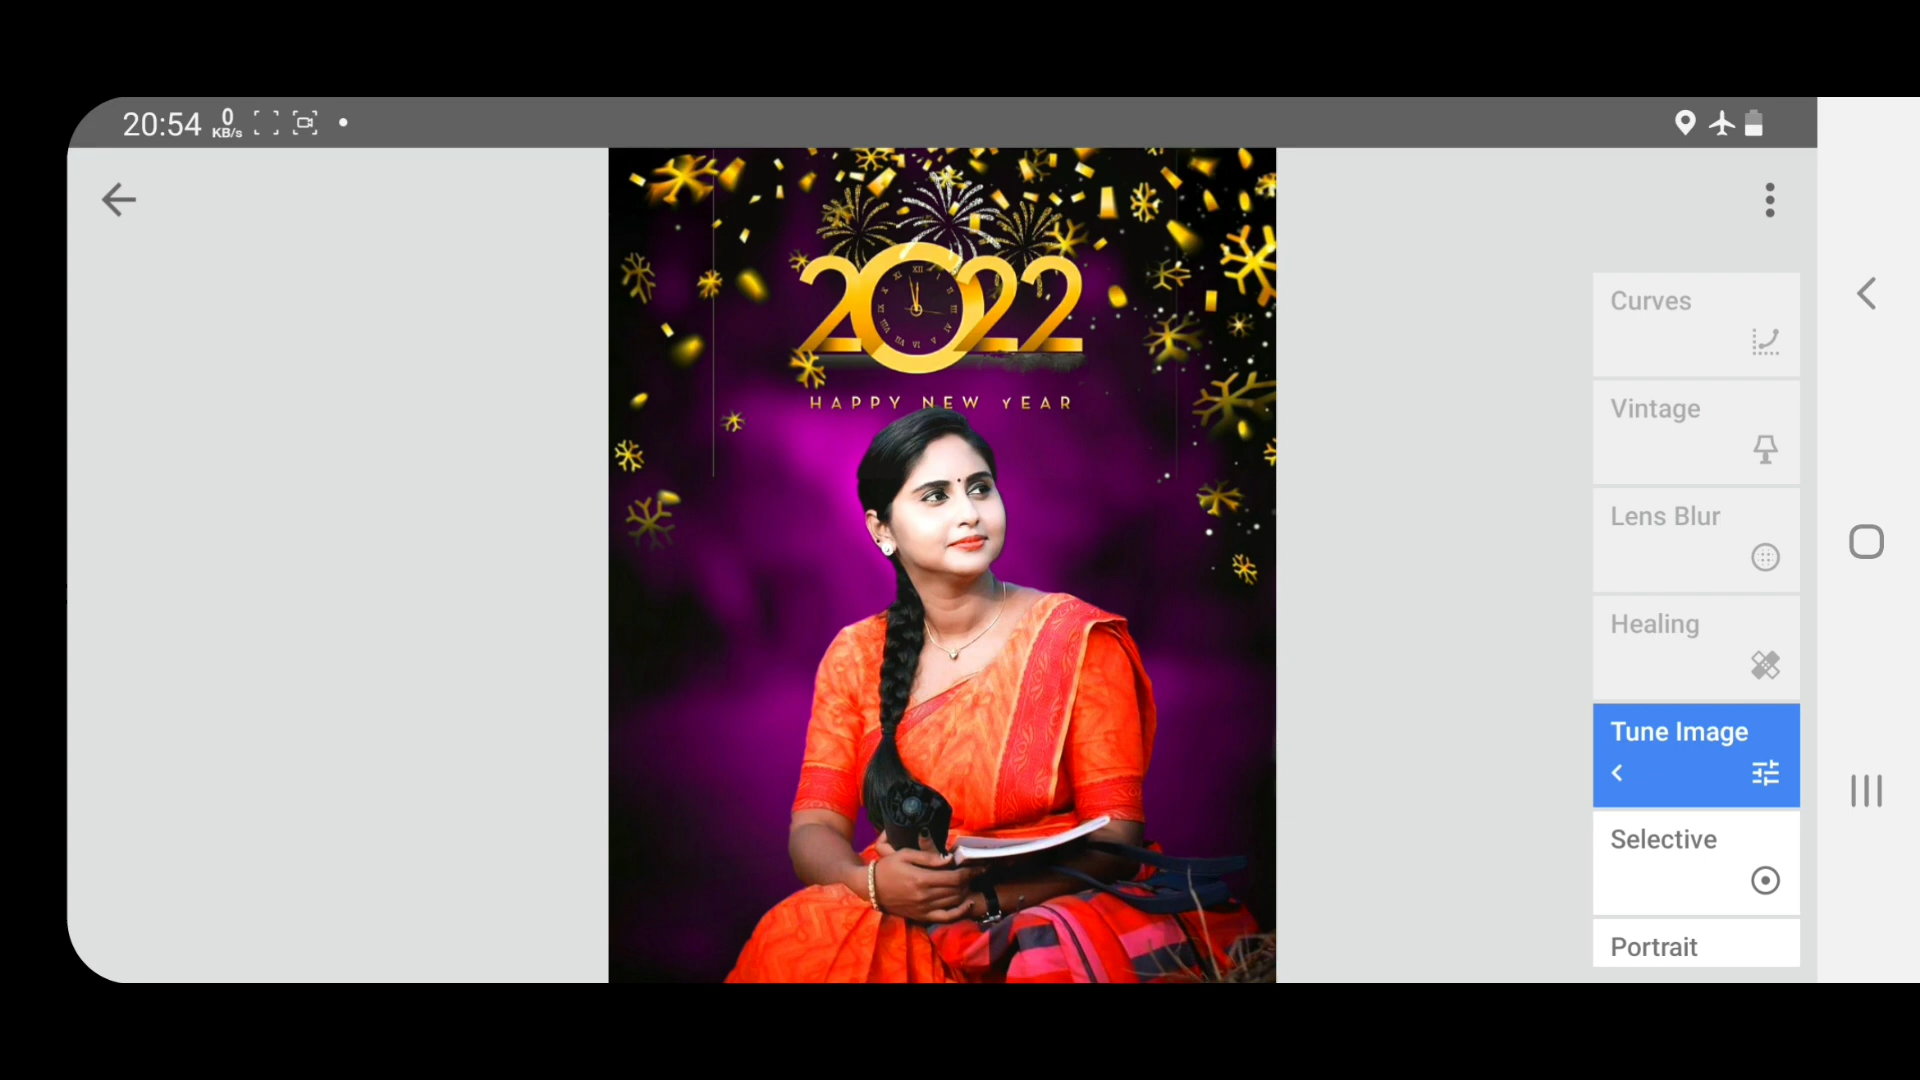 20:54 0 KB/s
2022
HAPPY NEW YEAR
Curves
Vintage
Lens Blur
Healing
Tune Image
Selective
Portrait